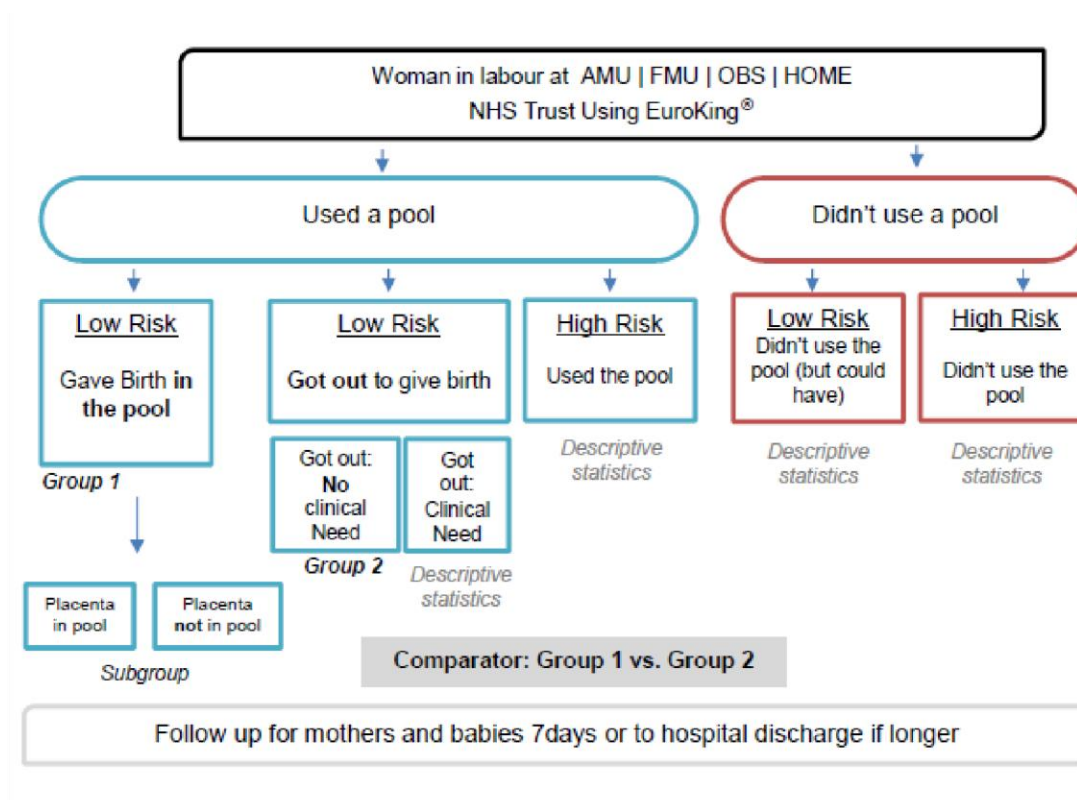 Woman in labour at AMU | FMU | OBS | HOME
NHS Trust Using EuroKing®
Used a pool
Didn't use a pool
Low Risk
Gave Birth in
the pool
Group 1
Low Risk
Got out to give birth
High Risk
Used the pool
Descriptive
statistics
Low Risk
Didn't use the
pool (but could
have)
Descriptive
statistics
High Risk
Didn't use the
pool
Descriptive
statistics
Got out:
No
clinical
Need
Group 2
Got
out:
Clinical
Need
Descriptive
statistics
Placenta
in pool
Placenta
not in pool
Subgroup
Comparator: Group 1 vs. Group 2
Follow up for mothers and babies 7days or to hospital discharge if longer